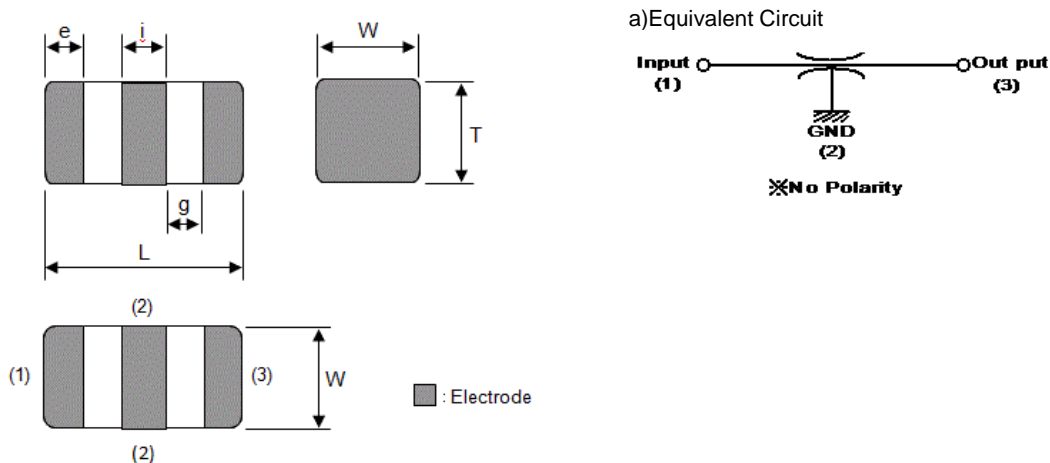 a)Equivalent Circuit
e
i
W
Input
(1)
Out put
(3)
T
GND
(2)
※No Polarity
g
L
(2)
(1)
(3)
W
: Electrode
(2)